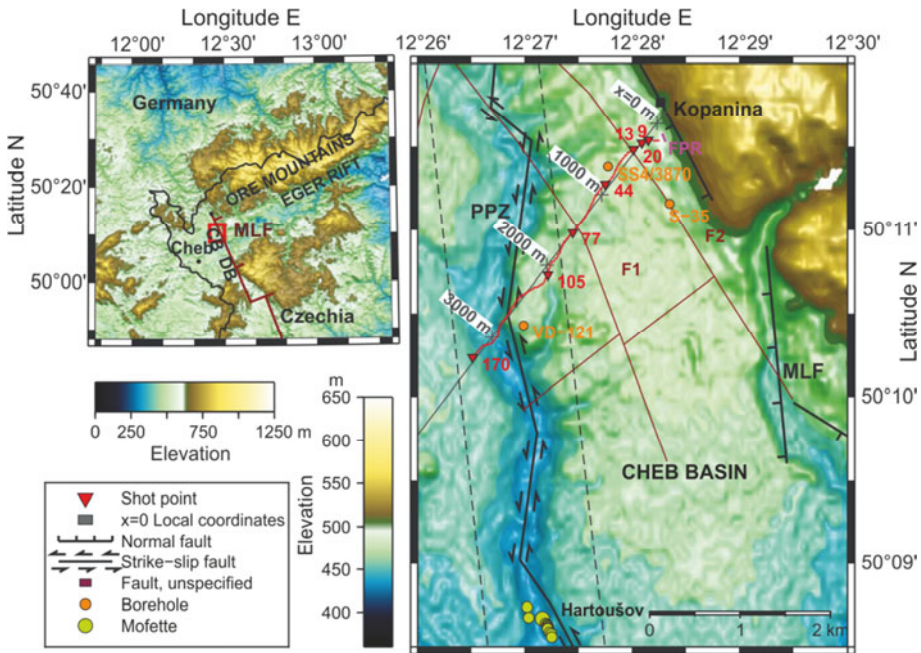 Longitude E
12°00' 12°30' 13°00'
Latitude N
50°40'
50°20'
50°00'
Germany
ORE MOUNTAINS
EGER RIFT
MLF
Cheb
CB
DB
Czechia
0 250 500 750 1250 m
Elevation
m
650
600
550
500
450
400
Elevation
Shot point
x=0 Local coordinates
Normal fault
Strike-slip fault
Fault, unspecified
Borehole
Mofette
Longitude E
12°26' 12°27' 12°28' 12°29' 12°30'
x=0 m
Kopanina
13 9
FPR
20
SS4/3870
1000 m
44
S-35
PPZ
F2
50°11'
77
2000 m
F1
105
3000 m
VD-121
170
MLF
50°10'
CHEB BASIN
50°09'
Hartoušov
0 1 2 km
Latitude N